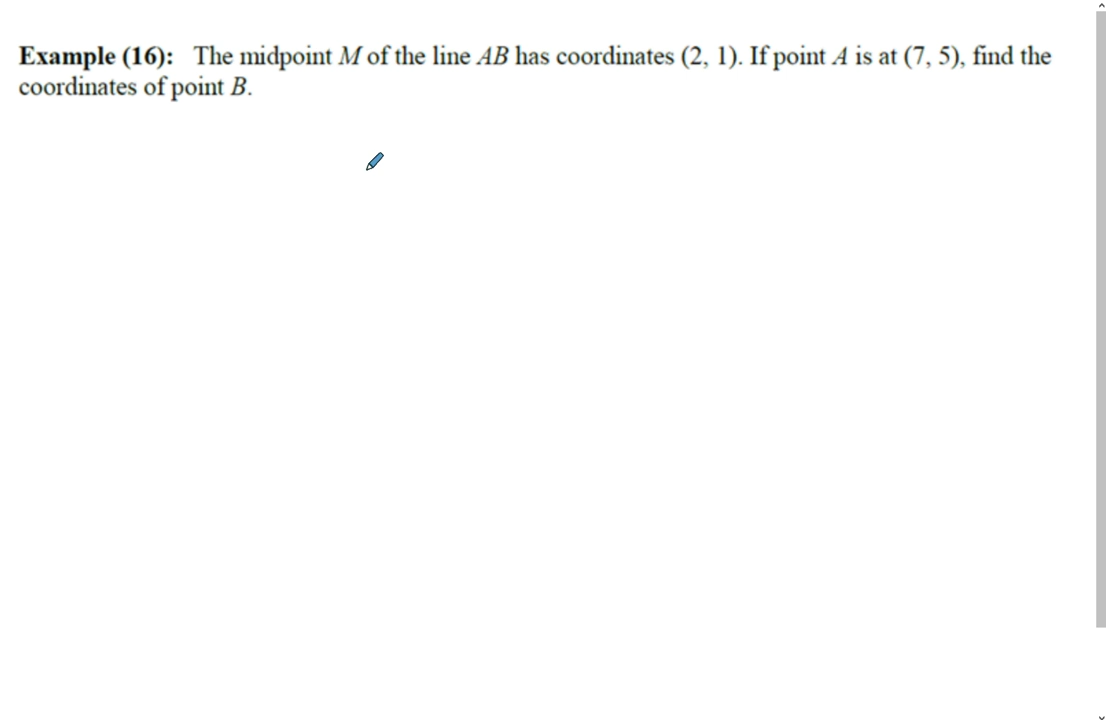 Example (16): The midpoint M of the line AB has coordinates (2, 1). If point A is at (7, 5), find the
coordinates of point B.